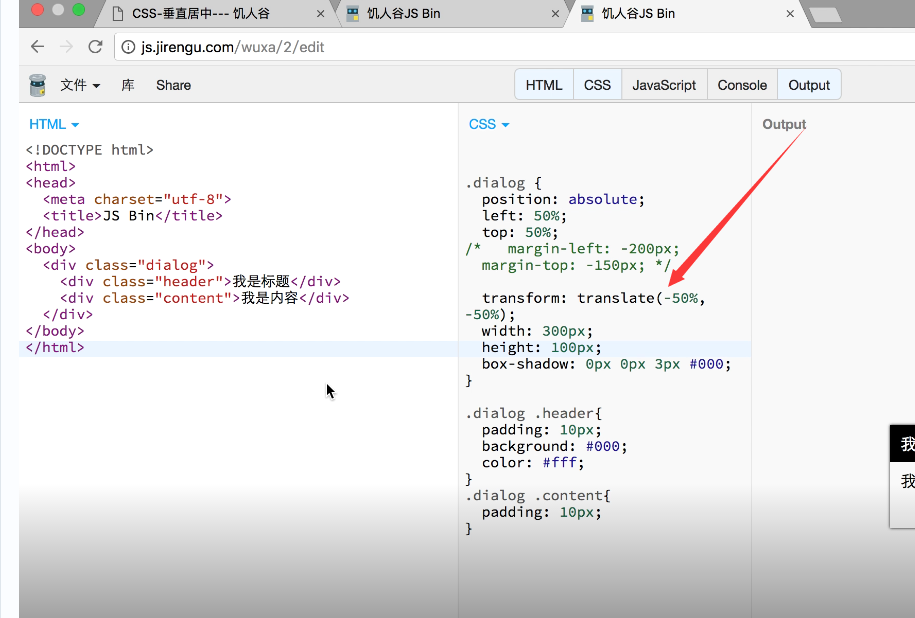 CSS-垂直居中--- 饥人谷
饥人谷JS Bin
饥人谷JS Bin
js.jirengu.com/wuxa/2/edit
文件 库 Share HTML CSS JavaScript Console Output
HTML
<!DOCTYPE html>
<html>
<head>
<meta charset="utf-8">
<title>JS Bin</title>
</head>
<body>
<div class="dialog">
<div class="header">我是标题</div>
<div class="content">我是内容</div>
</div>
</body>
</html>
CSS
.dialog {
position: absolute;
left: 50%;
top: 50%;
/* margin-left: -200px;
margin-top: -150px; */
transform: translate(-50%,
-50%);
width: 300px;
height: 100px;
box-shadow: 0px 0px 3px #000;
}
.dialog .header{
padding: 10px;
background: #000;
color: #fff;
}
.dialog .content{
padding: 10px;
}
Output
我
我